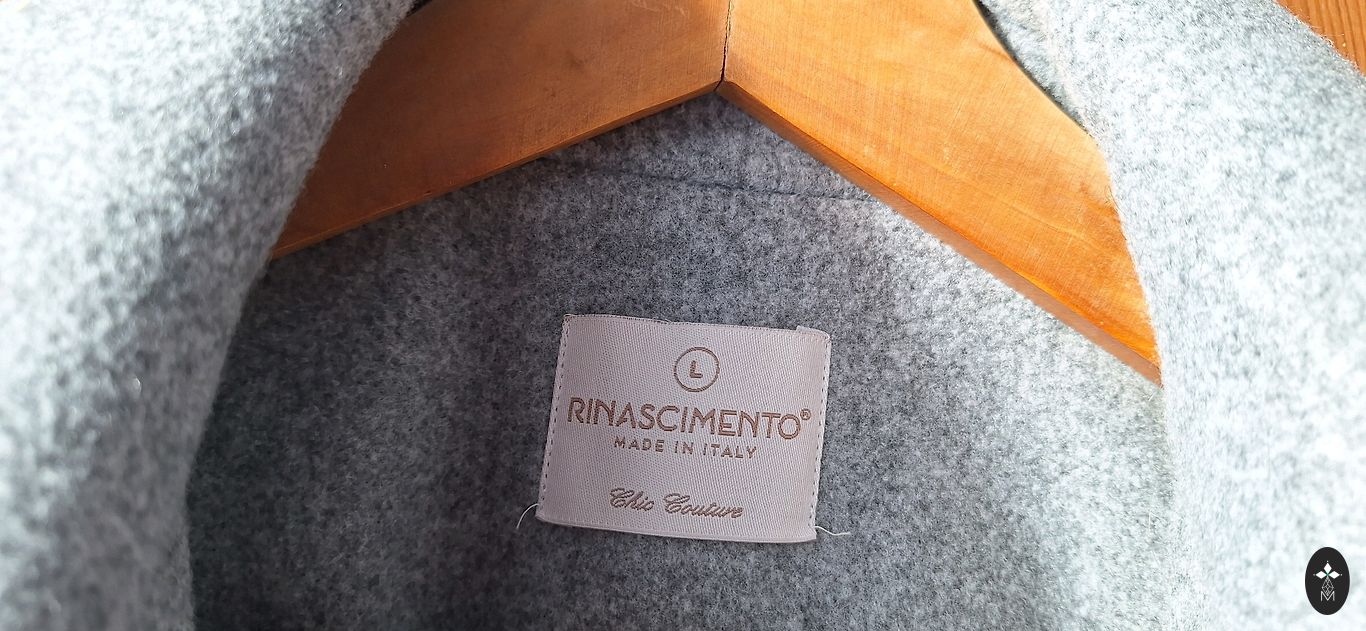 L
RINASCIMENTO®
MADE IN ITALY
Chic Couture
M